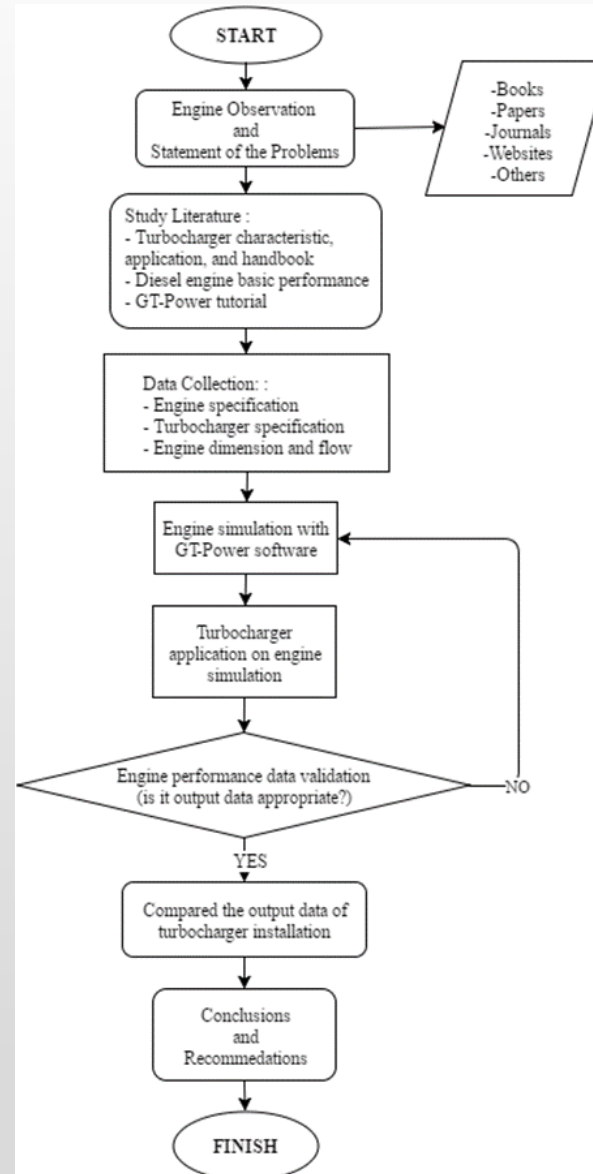 START
Engine Observation
and
Statement of the Problems
-Books
-Papers
-Journals
-Websites
-Others
Study Literature :
- Turbocharger characteristic,
application, and handbook
- Diesel engine basic performance
- GT-Power tutorial
Data Collection: :
- Engine specification
- Turbocharger specification
- Engine dimension and flow
Engine simulation with
GT-Power software
Turbocharger
application on engine
simulation
Engine performance data validation
(is it output data appropriate?)
NO
YES
Compared the output data of
turbocharger installation
Conclusions
and
Recommedations
FINISH